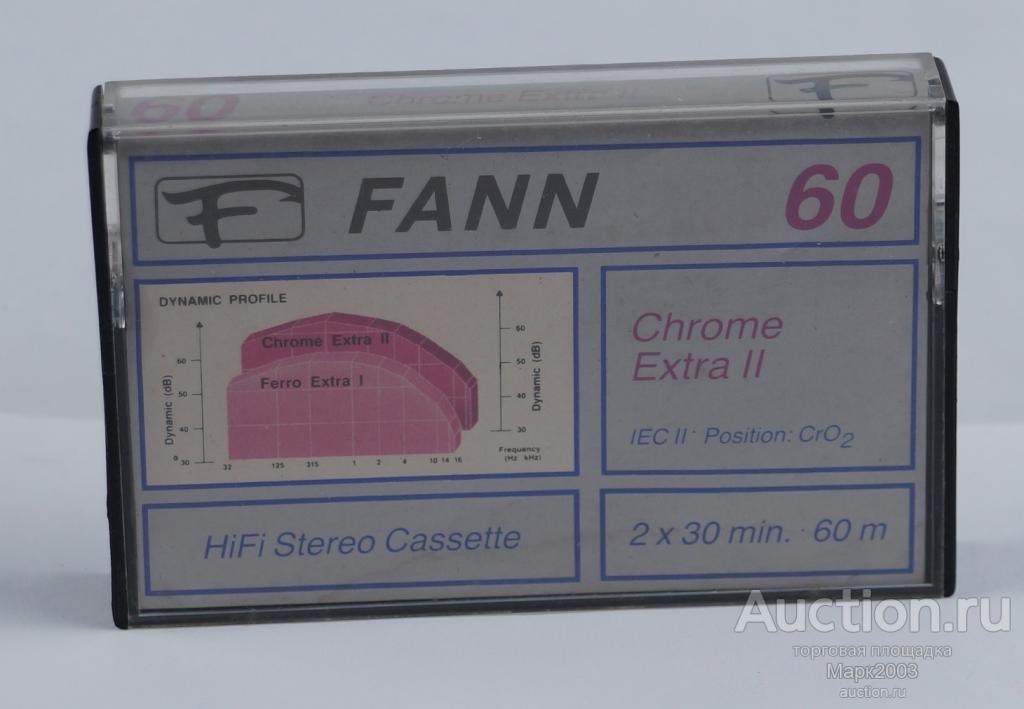 60 Chrome Extra II F
F FANN 60
DYNAMIC PROFILE
Chrome Extra II
Ferro Extra I
Dynamic (dB)
60
50
40
30
Dynamic (dB)
60
50
40
30
32 125 315 1 2 4 10 14 16
Frequency
(Hz kHz)
Chrome
Extra II
IEC II · Position: CrO2
HiFi Stereo Cassette
2 x 30 min. 60 m
Auction.ru
торговая площадка
Марк2003
auction.ru